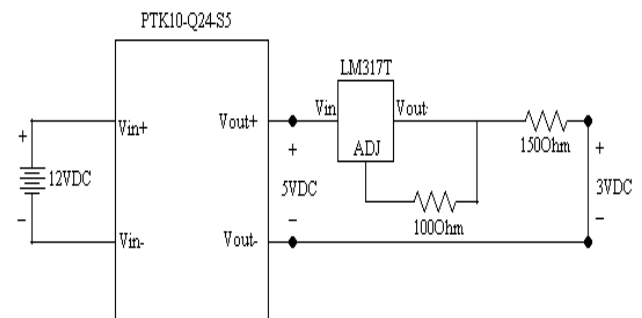 PTK10-Q24-S5
LM317T
Vin+
Vout+
Vin
Vout
+
+
ADJ
150Ohm
+
12VDC
5VDC
3VDC
100Ohm
−
−
−
Vin-
Vout-